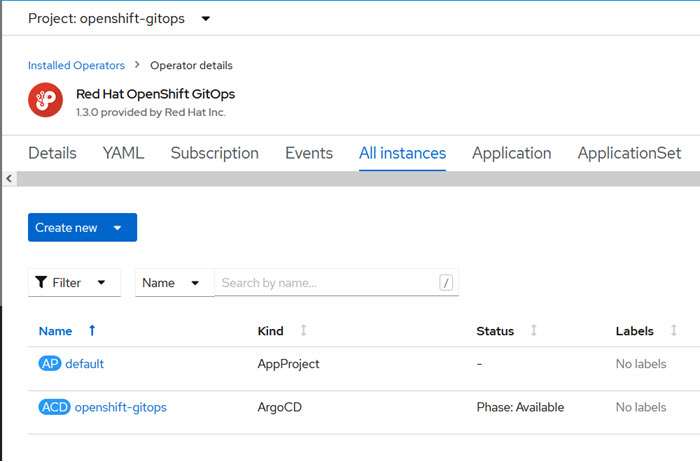 Project: openshift-gitops
Installed Operators > Operator details
Red Hat OpenShift GitOps
1.3.0 provided by Red Hat Inc.
Details YAML Subscription Events All instances Application ApplicationSet
Create new
Filter Name Search by name... /
Name Kind Status Labels
AP default AppProject - No labels
ACD openshift-gitops ArgoCD Phase: Available No labels